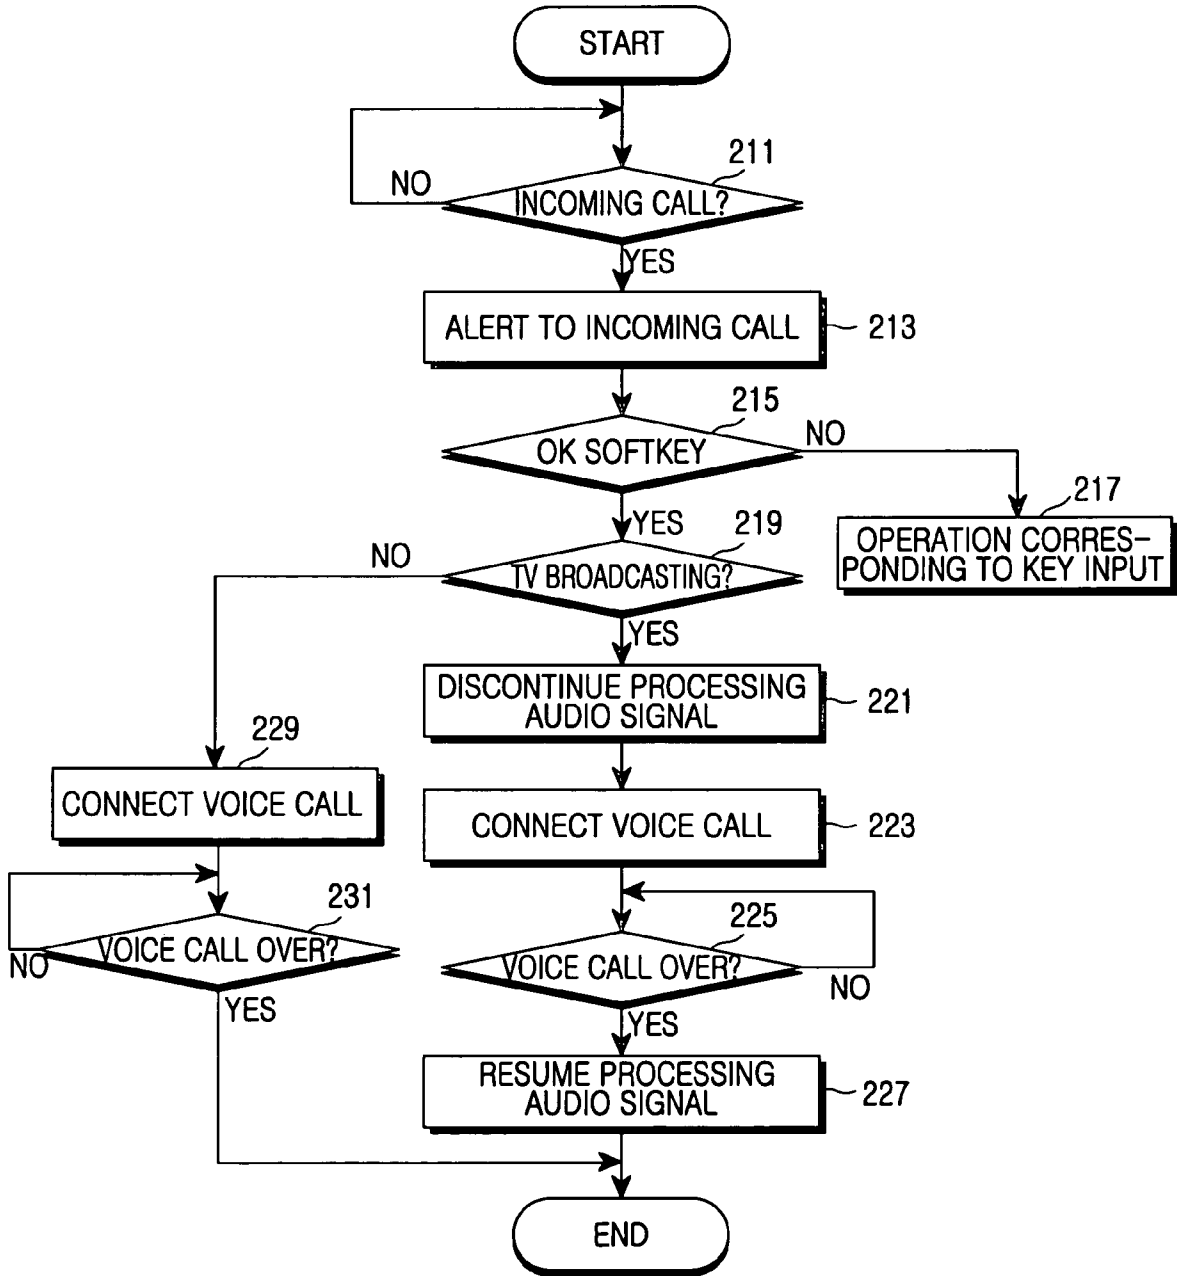 START
211
NO
INCOMING CALL?
YES
ALERT TO INCOMING CALL
213
215
OK SOFTKEY
NO
217
OPERATION CORRES-
PONDING TO KEY INPUT
YES
219
NO
TV BROADCASTING?
YES
DISCONTINUE PROCESSING
AUDIO SIGNAL
221
229
CONNECT VOICE CALL
CONNECT VOICE CALL
223
231
VOICE CALL OVER?
NO
YES
225
VOICE CALL OVER?
NO
YES
RESUME PROCESSING
AUDIO SIGNAL
227
END